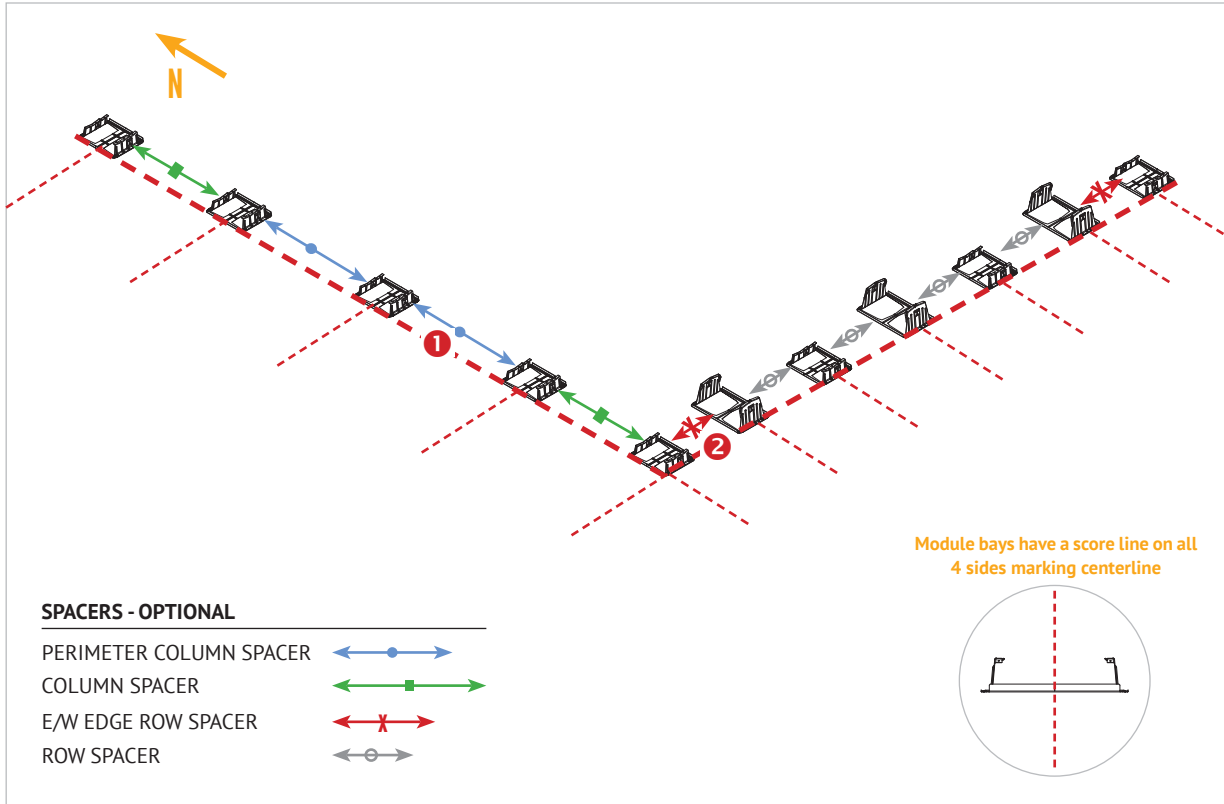 N
1
2
Module bays have a score line on all
4 sides marking centerline
SPACERS - OPTIONAL
PERIMETER COLUMN SPACER
COLUMN SPACER
E/W EDGE ROW SPACER
ROW SPACER